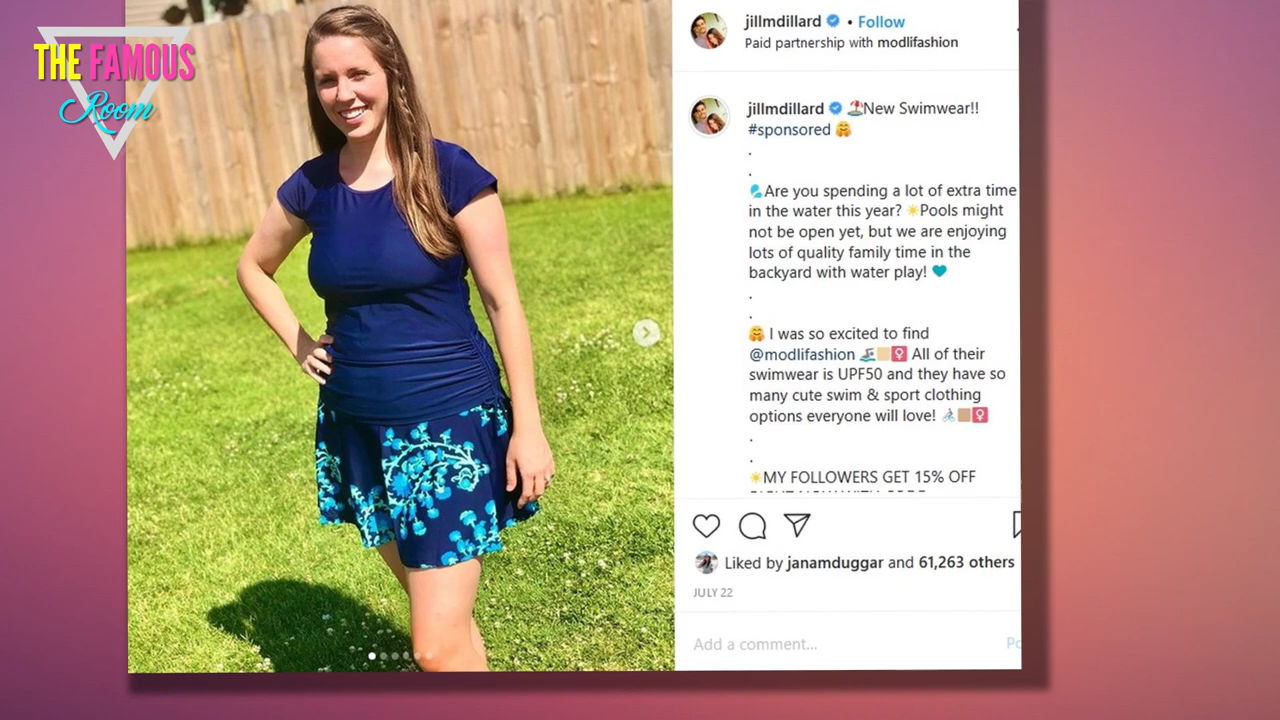 THE FAMOUS
Room
jillmdillard • Follow
Paid partnership with modlifashion
jillmdillard 🏖New Swimwear!!
#sponsored 🤗
.
.
💦Are you spending a lot of extra time
in the water this year? ☀Pools might
not be open yet, but we are enjoying
lots of quality family time in the
backyard with water play! 💙
.
.
🤗 I was so excited to find
@modlifashion 🏊🏼♀ All of their
swimwear is UPF50 and they have so
many cute swim & sport clothing
options everyone will love! 🚴🏽♀
.
.
☀MY FOLLOWERS GET 15% OFF
Liked by janamduggar and 61,263 others
JULY 22
Add a comment...